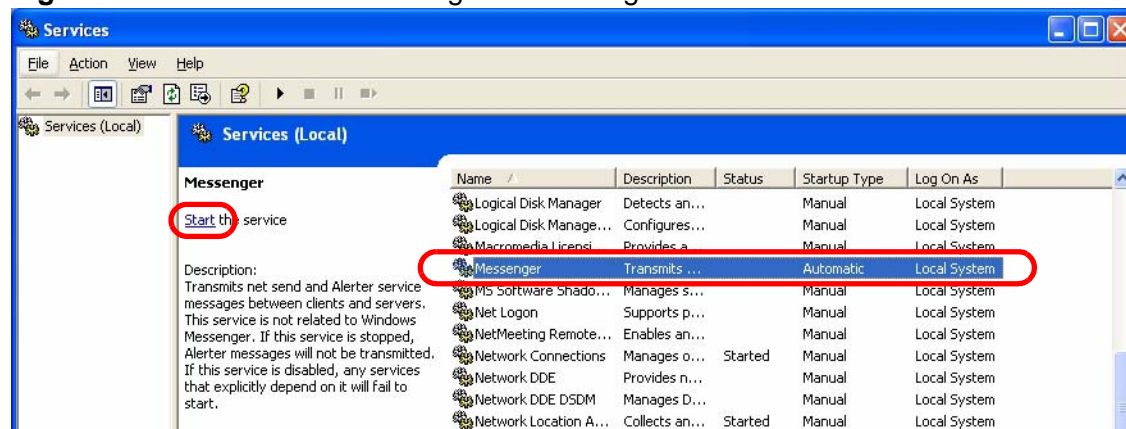 Services
File Action View Help
Services (Local)
Services (Local)
Messenger
Start the service
Description:
Transmits net send and Alerter service
messages between clients and servers.
This service is not related to Windows
Messenger. If this service is stopped,
Alerter messages will not be transmitted.
If this service is disabled, any services
that explicitly depend on it will fail to
start.
Name Description Status Startup Type Log On As
Logical Disk Manager Detects an... Manual Local System
Logical Disk Manage... Configures... Manual Local System
Macromedia Licensi... Provides a... Manual Local System
Messenger Transmits ... Automatic Local System
MS Software Shado... Manages s... Manual Local System
Net Logon Supports p... Manual Local System
NetMeeting Remote... Enables an... Manual Local System
Network Connections Manages o... Started Manual Local System
Network DDE Provides n... Manual Local System
Network DDE DSDM Manages D... Manual Local System
Network Location A... Collects an... Started Manual Local System